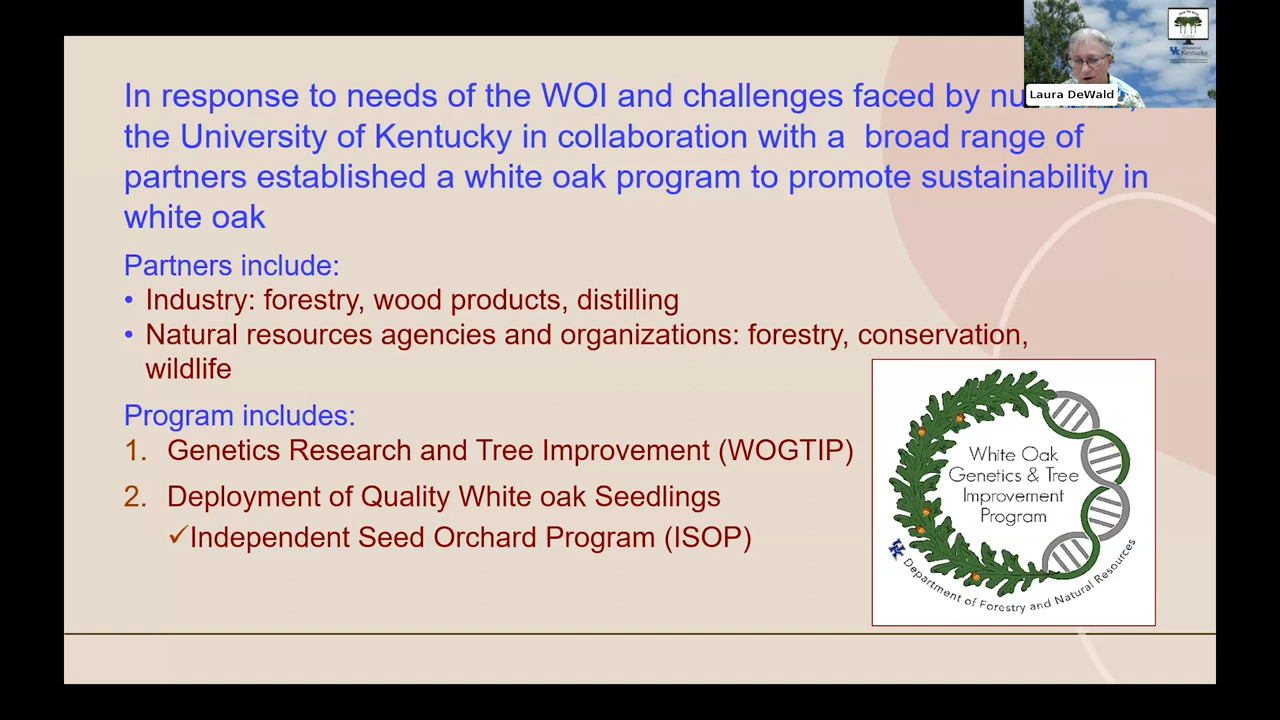 In response to needs of the WOI and challenges faced by
Laura DeWald
the University of Kentucky in collaboration with a broad range of
partners established a white oak program to promote sustainability in
white oak
Partners include:
• Industry: forestry, wood products, distilling
• Natural resources agencies and organizations: forestry, conservation,
wildlife
Program includes:
1. Genetics Research and Tree Improvement (WOGTIP)
2. Deployment of Quality White oak Seedlings
✓Independent Seed Orchard Program (ISOP)
White Oak
Genetics & Tree
Improvement
Program
UK Department of Forestry and Natural Resources
UK Kentucky